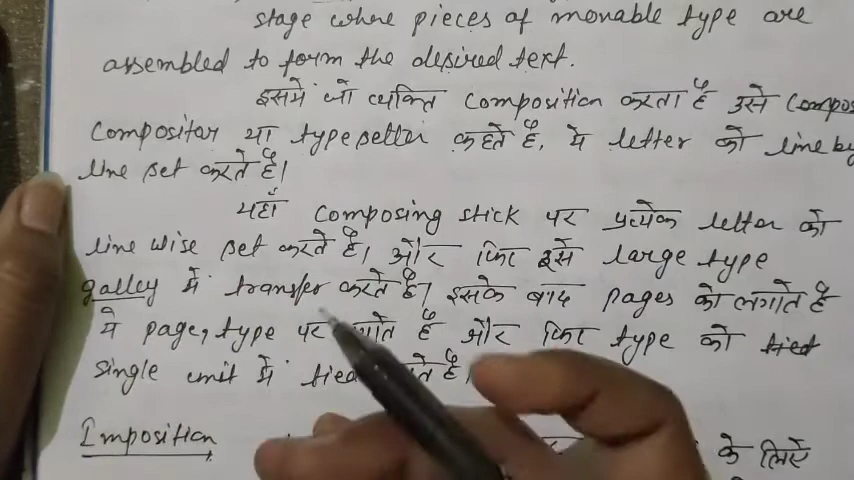 stage where pieces of monable type are
assembled to form the desired text.
इसमे जो व्यक्ति composition करता है उसे compos
compositor या typesetter कहते है, ये letter को line by
line set करते है।
यहाँ composing stick पर प्रत्येक letter को
line wise set करते है। और फिर इसे large type
galley में transfer करते है। इसके बाद pages को लगाते है
ये page, type पर है और फिर type को tied
single unit में tied है।
Imposition के लिऐ